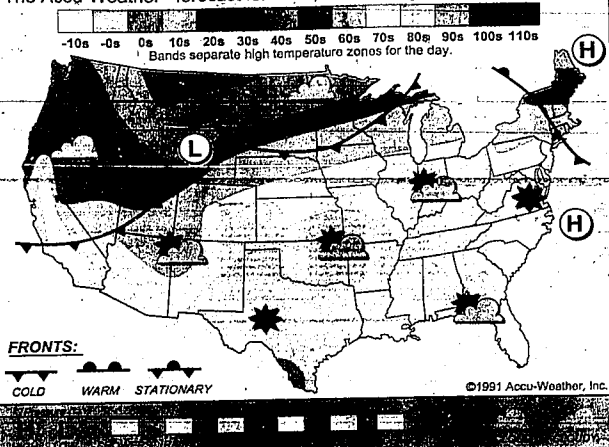 -10s -0s 0s 10s 20s 30s 40s 50s 60s 70s 80s 90s 100s 110s
Bands separate high temperature zones for the day.
H
L
H
FRONTS:
COLD WARM STATIONARY
©1991 Accu-Weather, Inc.